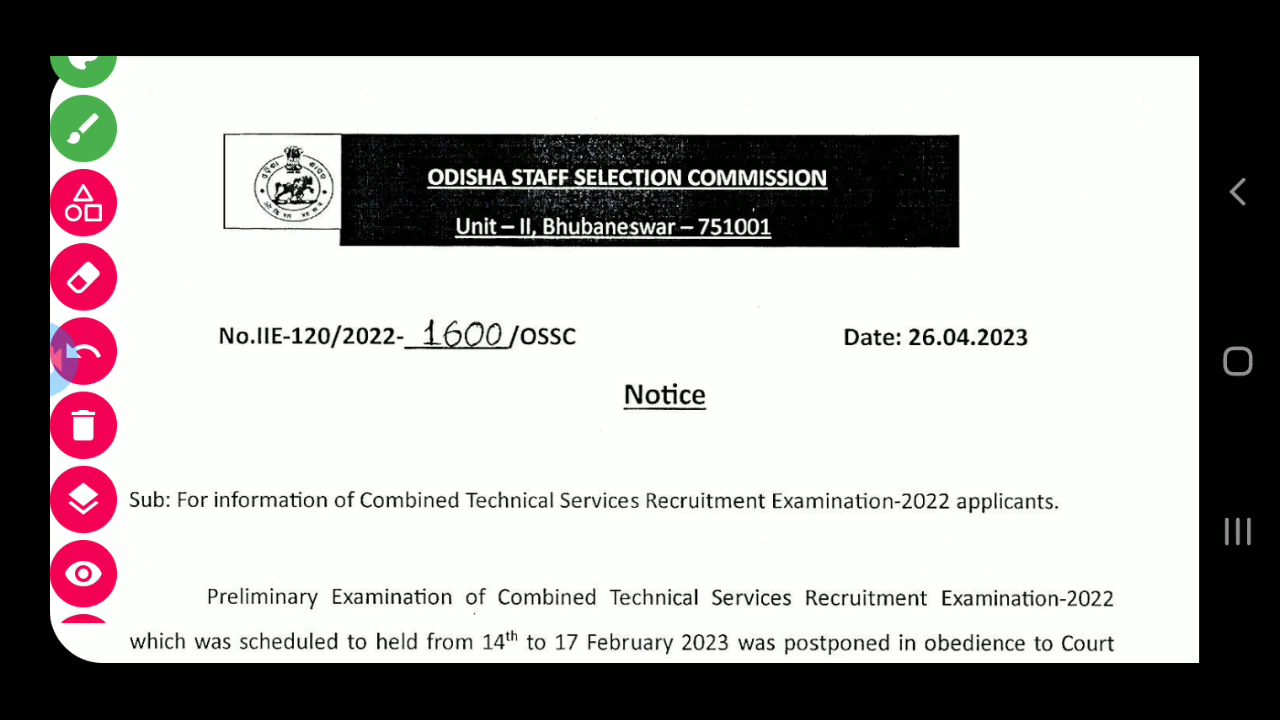 ODISHA STAFF SELECTION COMMISSION
Unit – II, Bhubaneswar – 751001
No.IIE-120/2022- 1600/OSSC Date: 26.04.2023
Notice
Sub: For information of Combined Technical Services Recruitment Examination-2022 applicants.
Preliminary Examination of Combined Technical Services Recruitment Examination-2022
which was scheduled to held from 14th to 17 February 2023 was postponed in obedience to Court